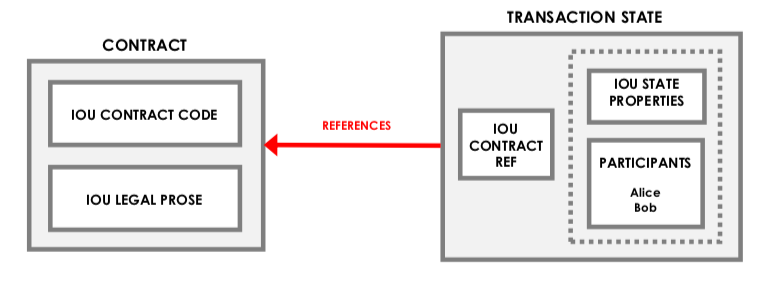 TRANSACTION STATE
CONTRACT
IOU CONTRACT CODE
IOU LEGAL PROSE
REFERENCES
IOU
CONTRACT
REF
IOU STATE
PROPERTIES
PARTICIPANTS
Alice
Bob